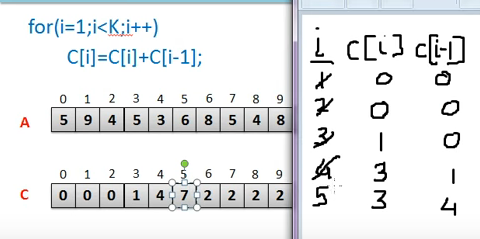 for(i=1;i<K;i++)
C[i]=C[i]+C[i-1];
0 1 2 3 4 5 6 7 8 9
A 5 9 4 5 3 6 8 5 4 8
0 1 2 3 4 5 6 7 8 9
C 0 0 0 1 4 7 2 2 2 2
i C[i] C[i-1]
1 0 0
2 0 0
3 1 0
4 3 1
5 3 4